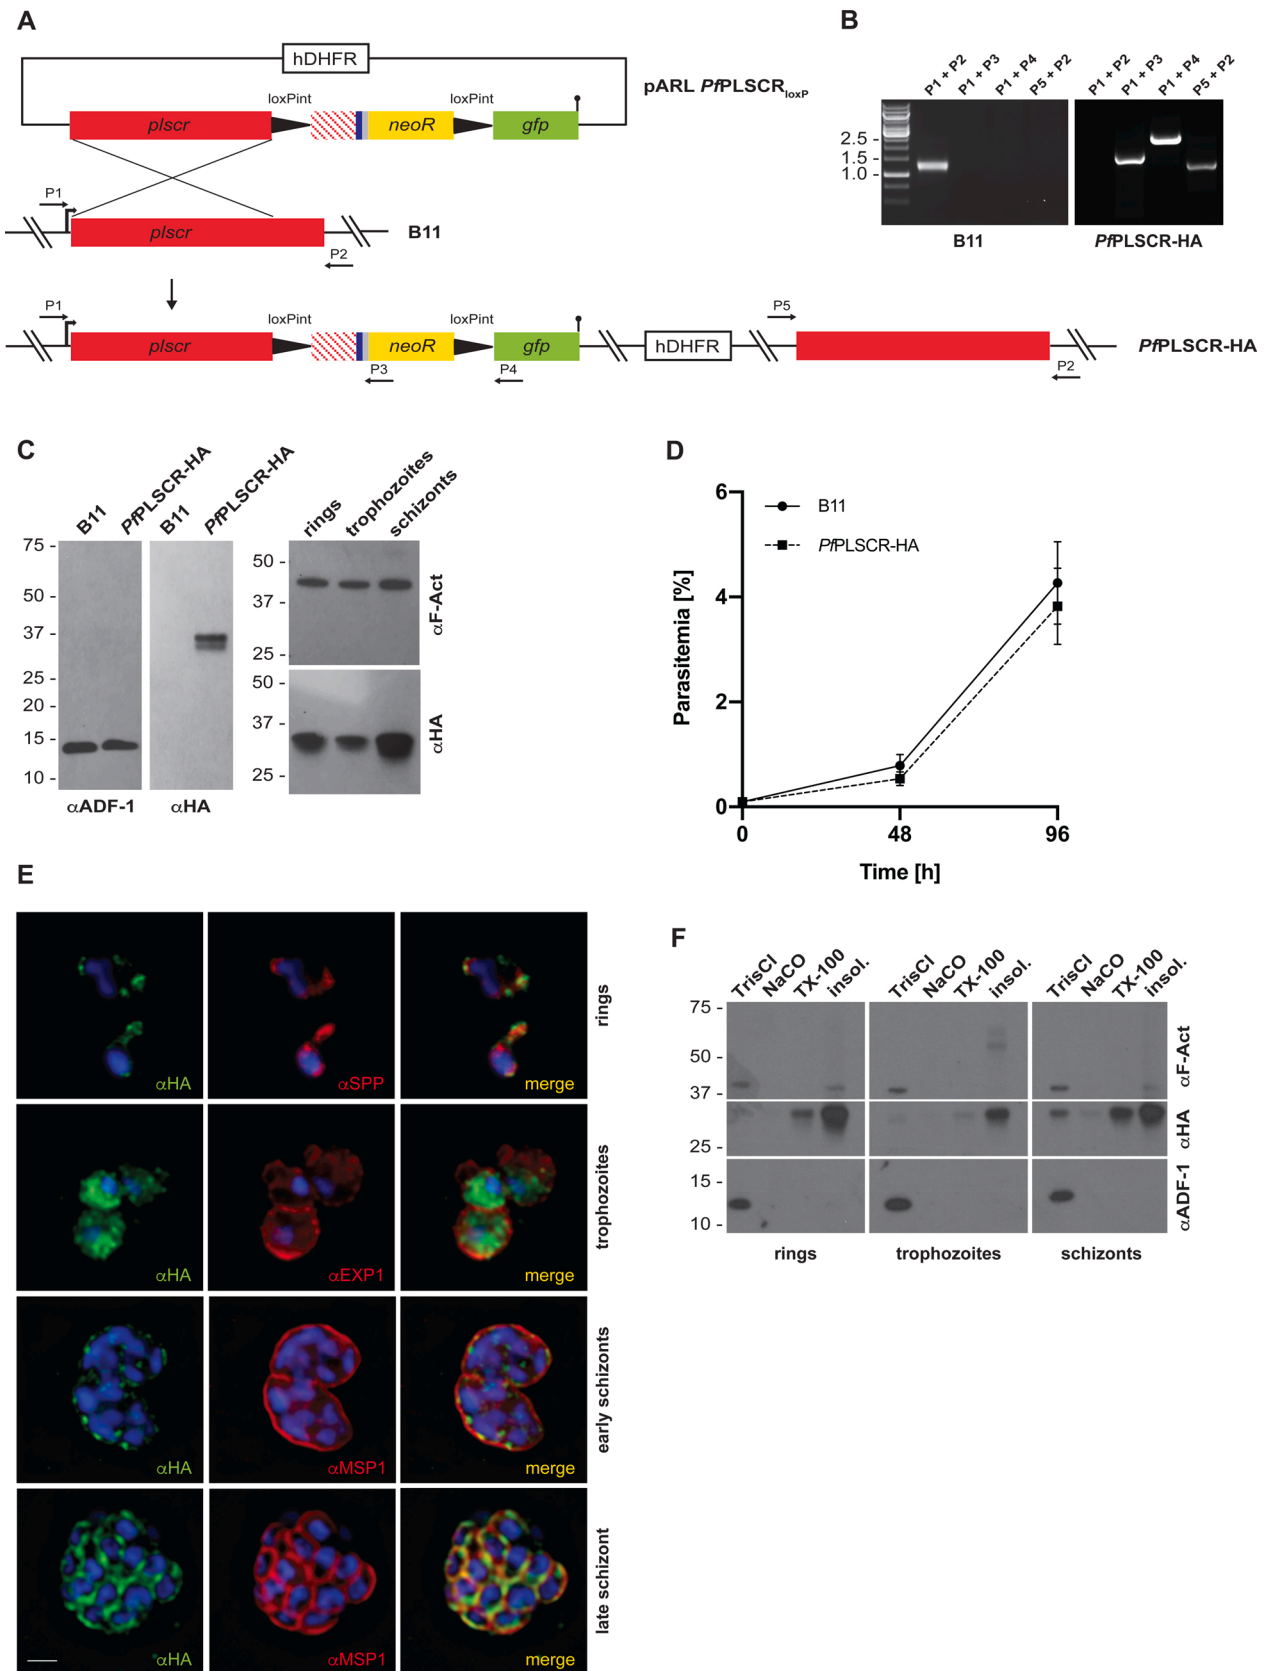 A
hDHFR
pARL PfPLSCRloxP
loxPint loxPint
plscr neoR gfp
P1
plscr B11
P2
P1 loxPint loxPint P5
plscr neoR gfp hDHFR PfPLSCR-HA
P3 P4 P2
B
P1 + P2 P1 + P3 P1 + P4 P5 + P2 P1 + P2 P1 + P3 P1 + P4 P5 + P2
2.5 -
1.5 -
1.0 -
B11 PfPLSCR-HA
C
B11 PfPLSCR-HA B11 PfPLSCR-HA
75 -
50 -
37 -
25 -
20 -
15 -
10 -
αADF-1 αHA
rings trophozoites schizonts
50 -
37 -
25 -
αF-Act
50 -
37 -
25 -
αHA
D
B11
PfPLSCR-HA
Parasitemia [%]
6
4
2
0
0 48 96
Time [h]
E
αHA αSPP merge rings
αHA αEXP1 merge trophozoites
αHA αMSP1 merge early schizonts
αHA αMSP1 merge late schizont
F
TrisCl NaCO TX-100 insol. TrisCl NaCO TX-100 insol. TrisCl NaCO TX-100 insol.
75 -
50 -
37 -
αF-Act
25 -
αHA
15 -
10 -
αADF-1
rings trophozoites schizonts